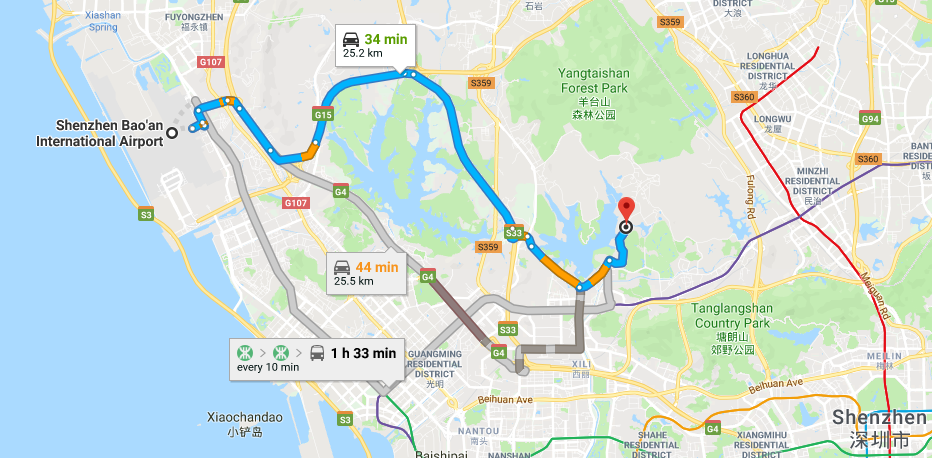 Xiashan
Spring
FUYONGZHEN
福永镇
G107
34 min
25.2 km
石岩
S359
DISTRICT
大浪
DISTRICT
G15
LONGHUA
RESIDENTIAL
DISTRICT
龙华
S360
Yangtaishan
Forest Park
羊台山
森林公园
S359
G15
LONGWU
龙屋
G94
Shenzhen Bao'an
International Airport
S360
BANT
RESIDENT
DISTR
坂
MINZHI
RESIDENTIAL
DISTRICT
民治
Fulong Rd
G4
G107
S3
S33
S359
44 min
25.5 km
G4
Meiguan Rd
Tanglangshan
Country Park
塘朗山
郊野公园
S33
G4
1 h 33 min
every 10 min
GUANGMING
RESIDENTIAL
DISTRICT
光明
XILI
西丽
MEILIN
梅林
Beihuan Ave
Beihuan Ave
Xiaochandao
小铲岛
S3
Shenzhen
深圳市
G4
NANTOU
南头
SHAHE
RESIDENTIAL
DISTRICT
XIANGMIHU
RESIDENTIAL
DISTRICT
Baishipai
NANSHAN